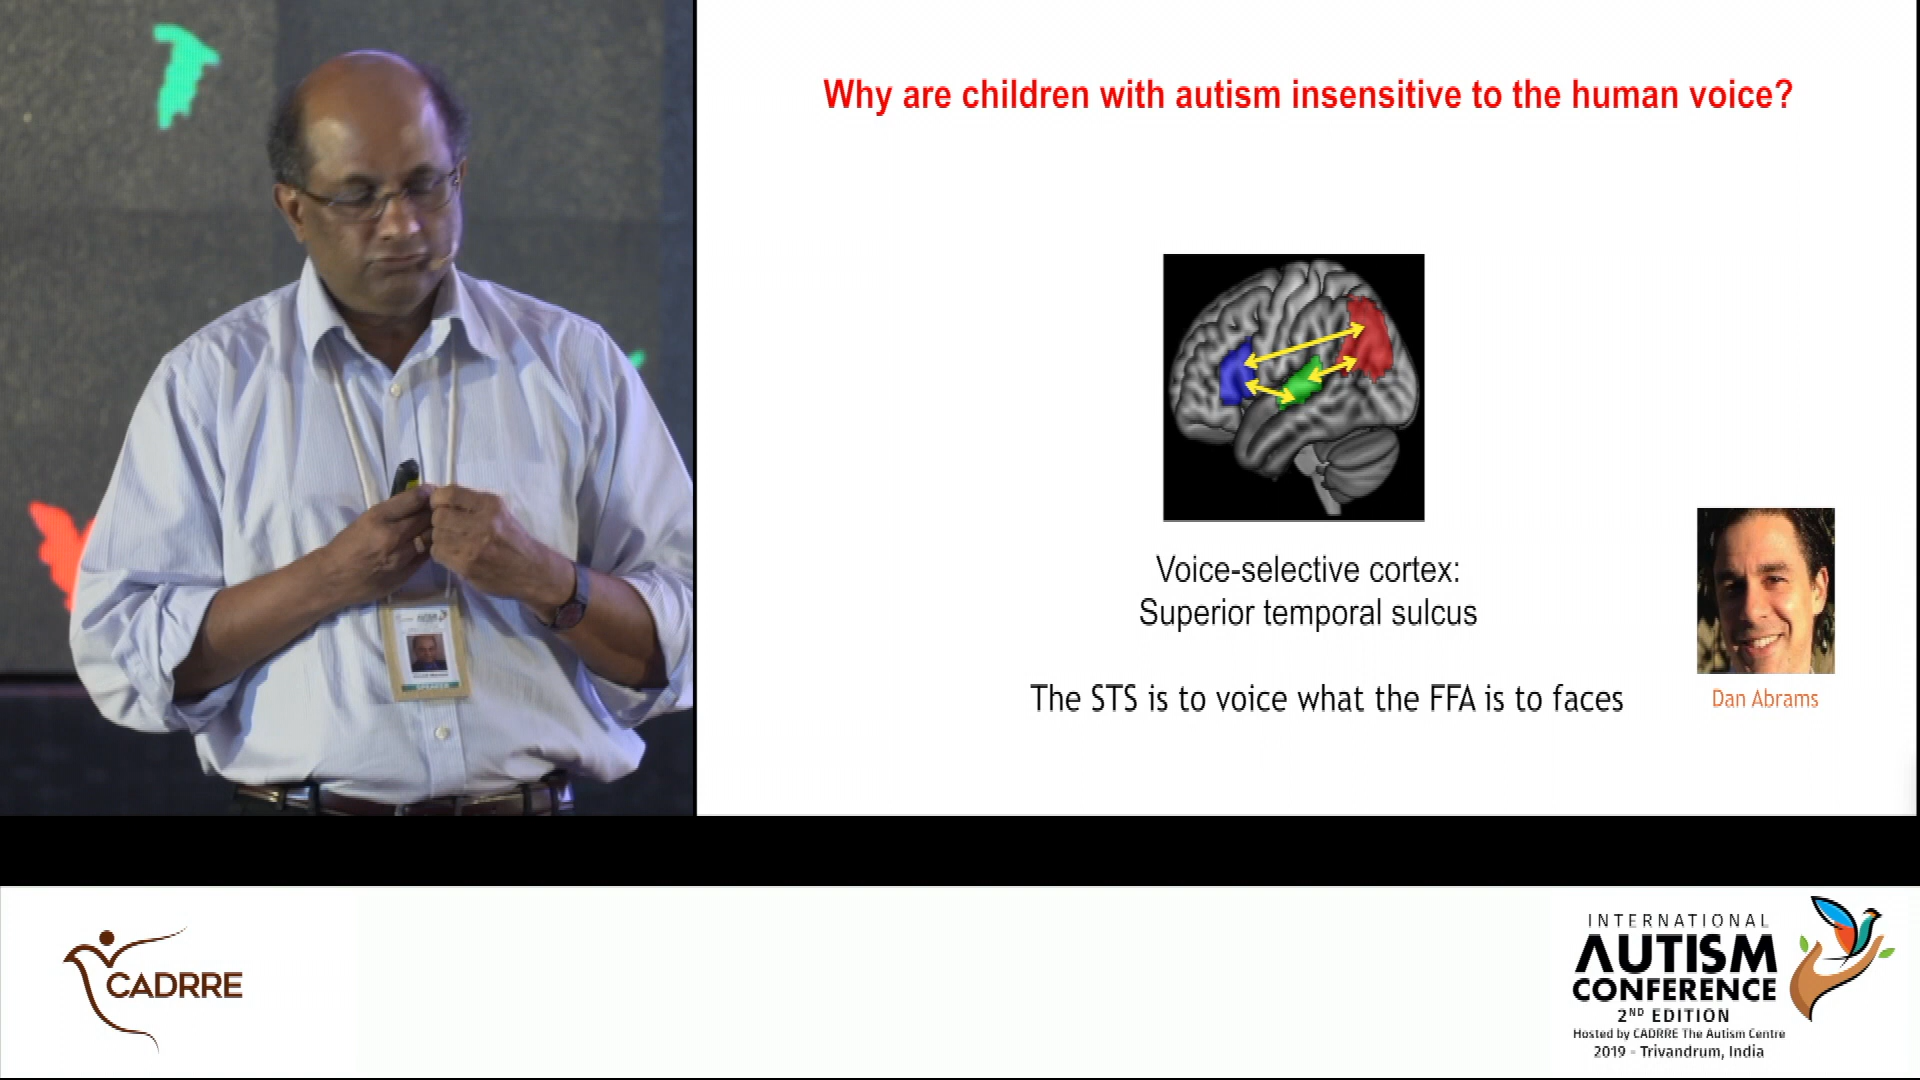 Why are children with autism insensitive to the human voice?
Voice-selective cortex:
Superior temporal sulcus
The STS is to voice what the FFA is to faces
Dan Abrams
SPEAKER
CADRRE
INTERNATIONAL
AUTISM
CONFERENCE
2ND EDITION
Hosted by CADRRE The Autism Centre
2019 - Trivandrum, India